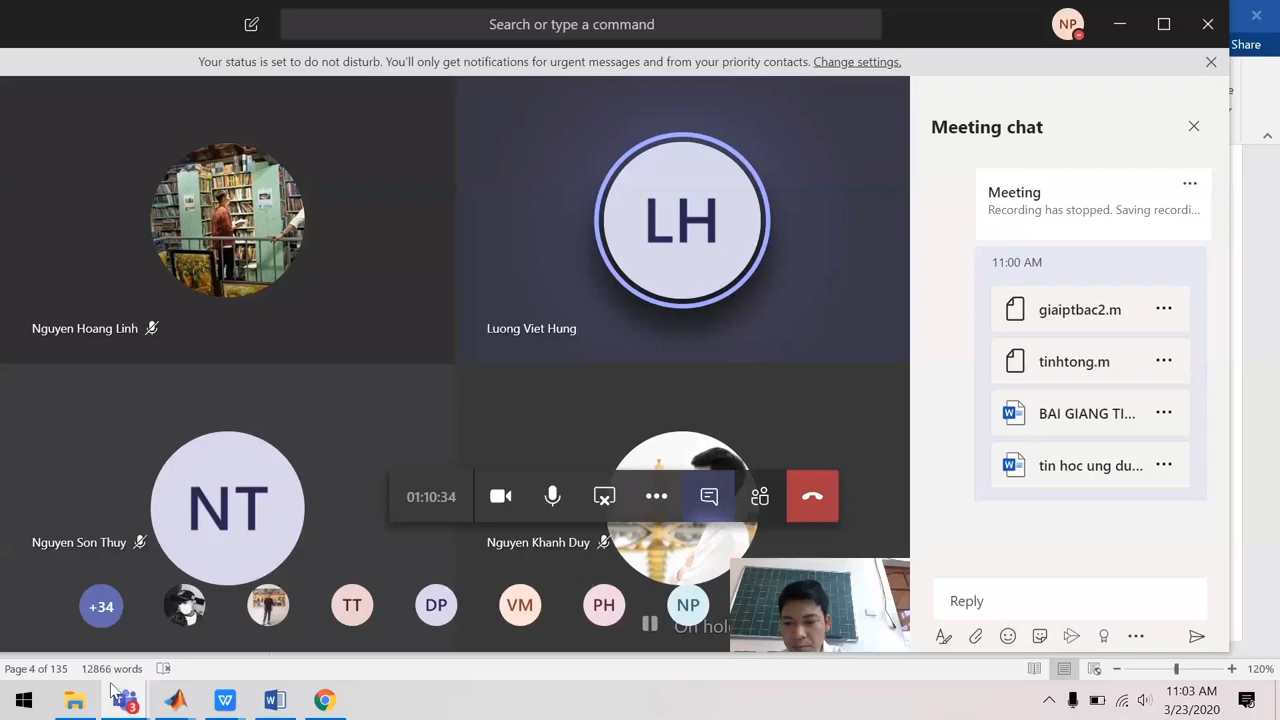 Search or type a command
NP
Share
Your status is set to do not disturb. You'll only get notifications for urgent messages and from your priority contacts. Change settings.
Meeting chat
Meeting
Recording has stopped. Saving recordi...
11:00 AM
giaiptbac2.m
tinhtong.m
BAI GIANG TI...
tin hoc ung du...
Reply
LH
Nguyen Hoang Linh
Luong Viet Hung
NT
01:10:34
Nguyen Son Thuy
Nguyen Khanh Duy
+34
TT
DP
VM
PH
NP
On hol
Page 4 of 135
12866 words
120%
3
11:03 AM
3/23/2020